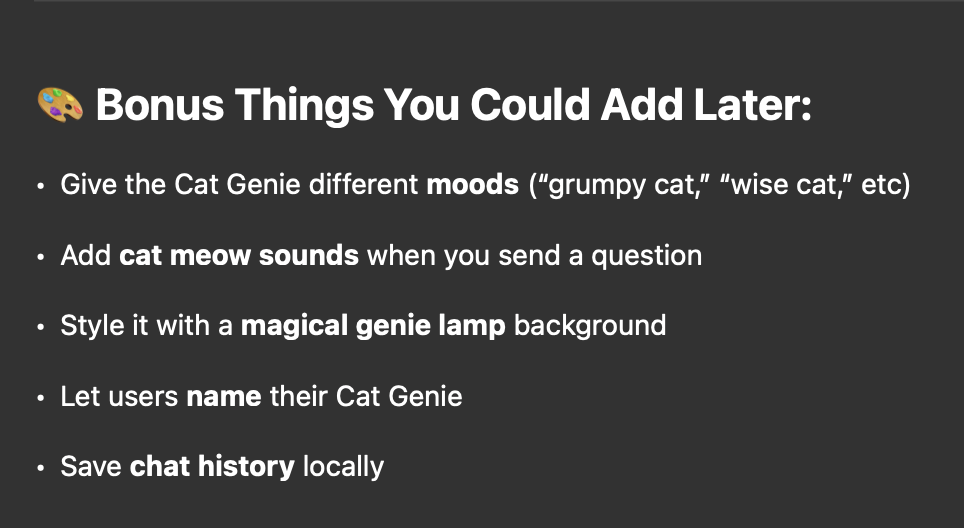 🎨 Bonus Things You Could Add Later:
• Give the Cat Genie different moods (“grumpy cat,” “wise cat,” etc)
• Add cat meow sounds when you send a question
• Style it with a magical genie lamp background
• Let users name their Cat Genie
• Save chat history locally